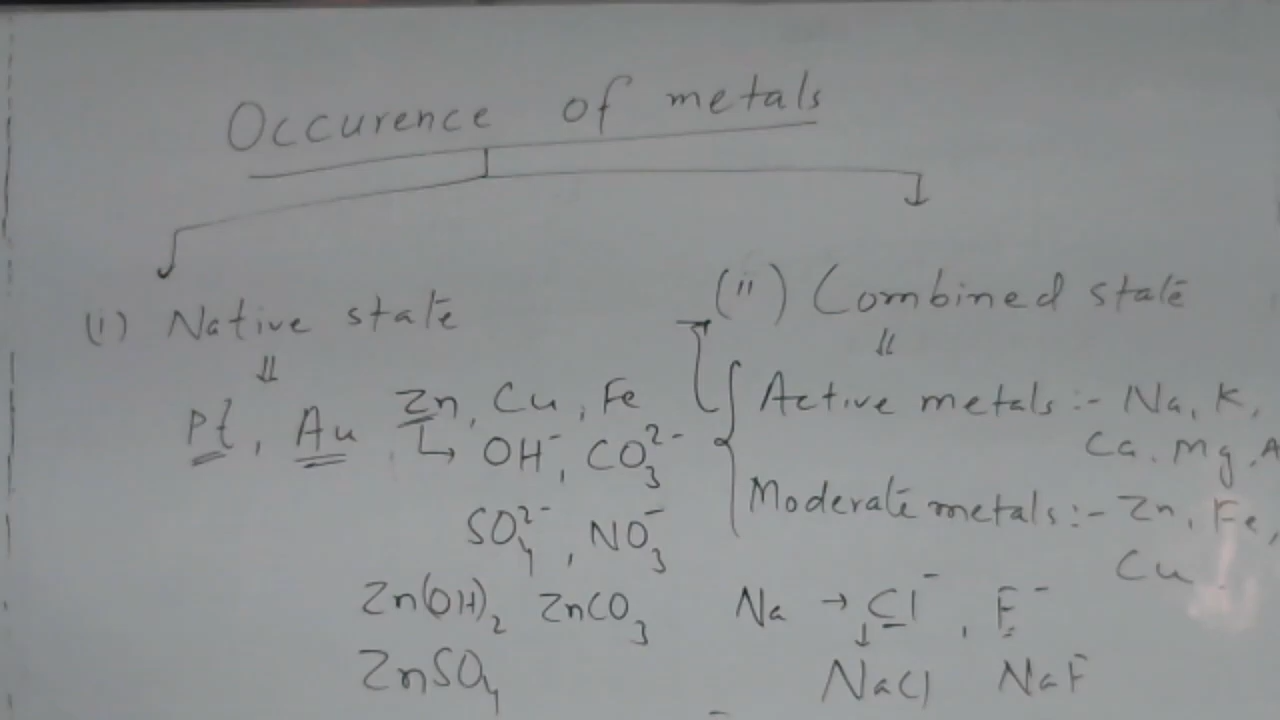 Occurence of metals
(i) Native state
⇓
Pt, Au
Zn, Cu, Fe
↳ OH⁻, CO₃²⁻
SO₄²⁻, NO₃⁻
Zn(OH)₂ ZnCO₃
ZnSO₄
(ii) Combined state
⇓
Active metals :- Na, K,
Ca, Mg, A
Moderate metals :- Zn, Fe,
Cu
Na → Cl⁻, F⁻
↓
NaCl NaF